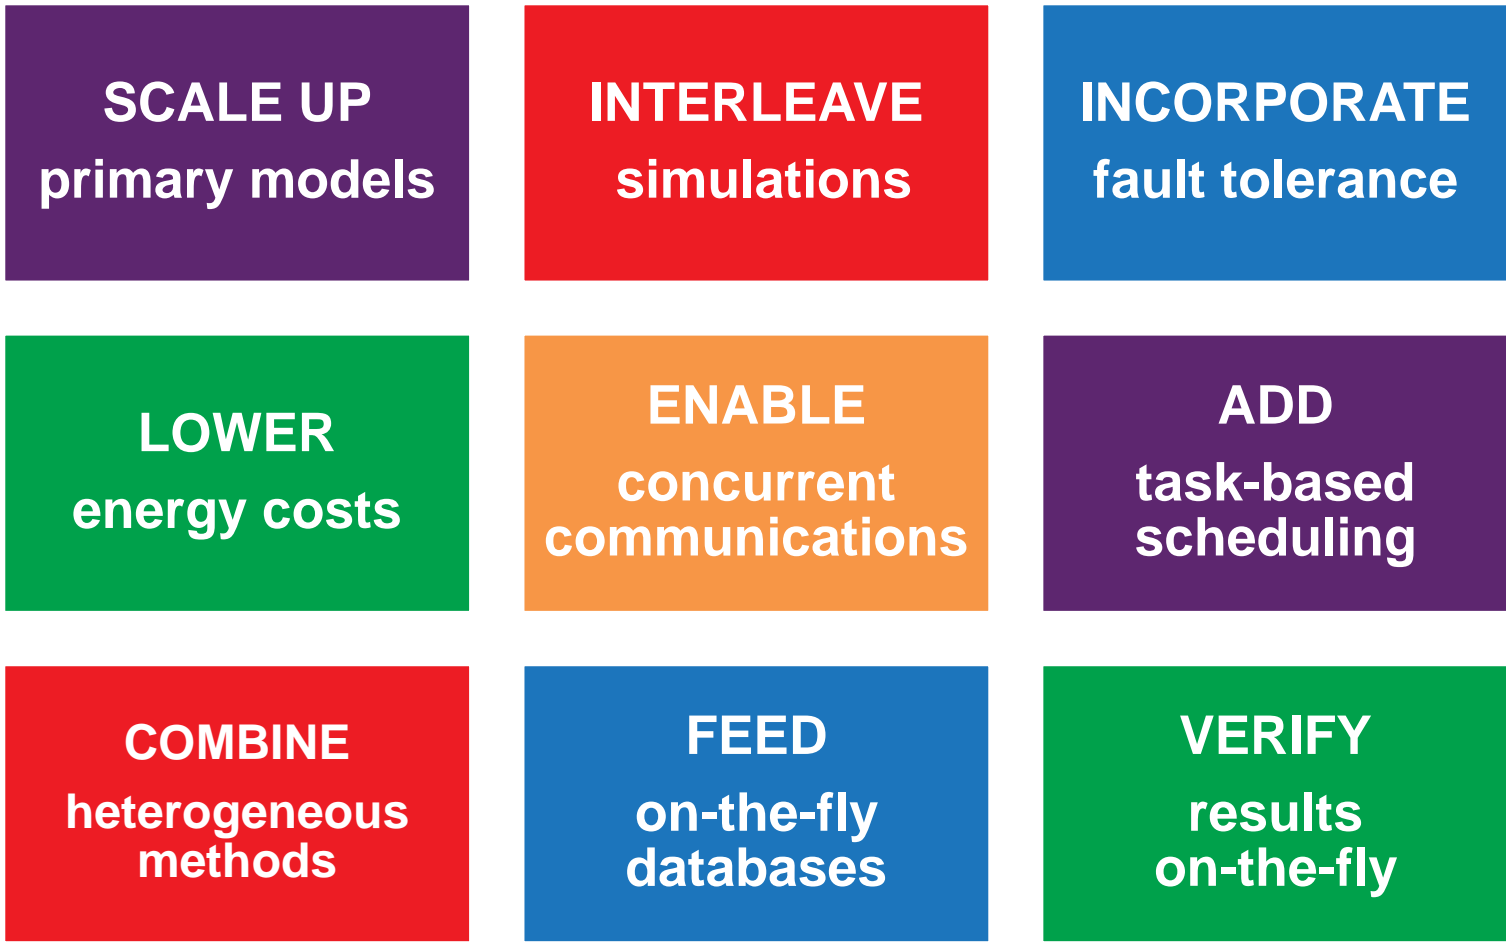 SCALE UP
primary models
INTERLEAVE
simulations
INCORPORATE
fault tolerance
LOWER
energy costs
ENABLE
concurrent
communications
ADD
task-based
scheduling
COMBINE
heterogeneous
methods
FEED
on-the-fly
databases
VERIFY
results
on-the-fly